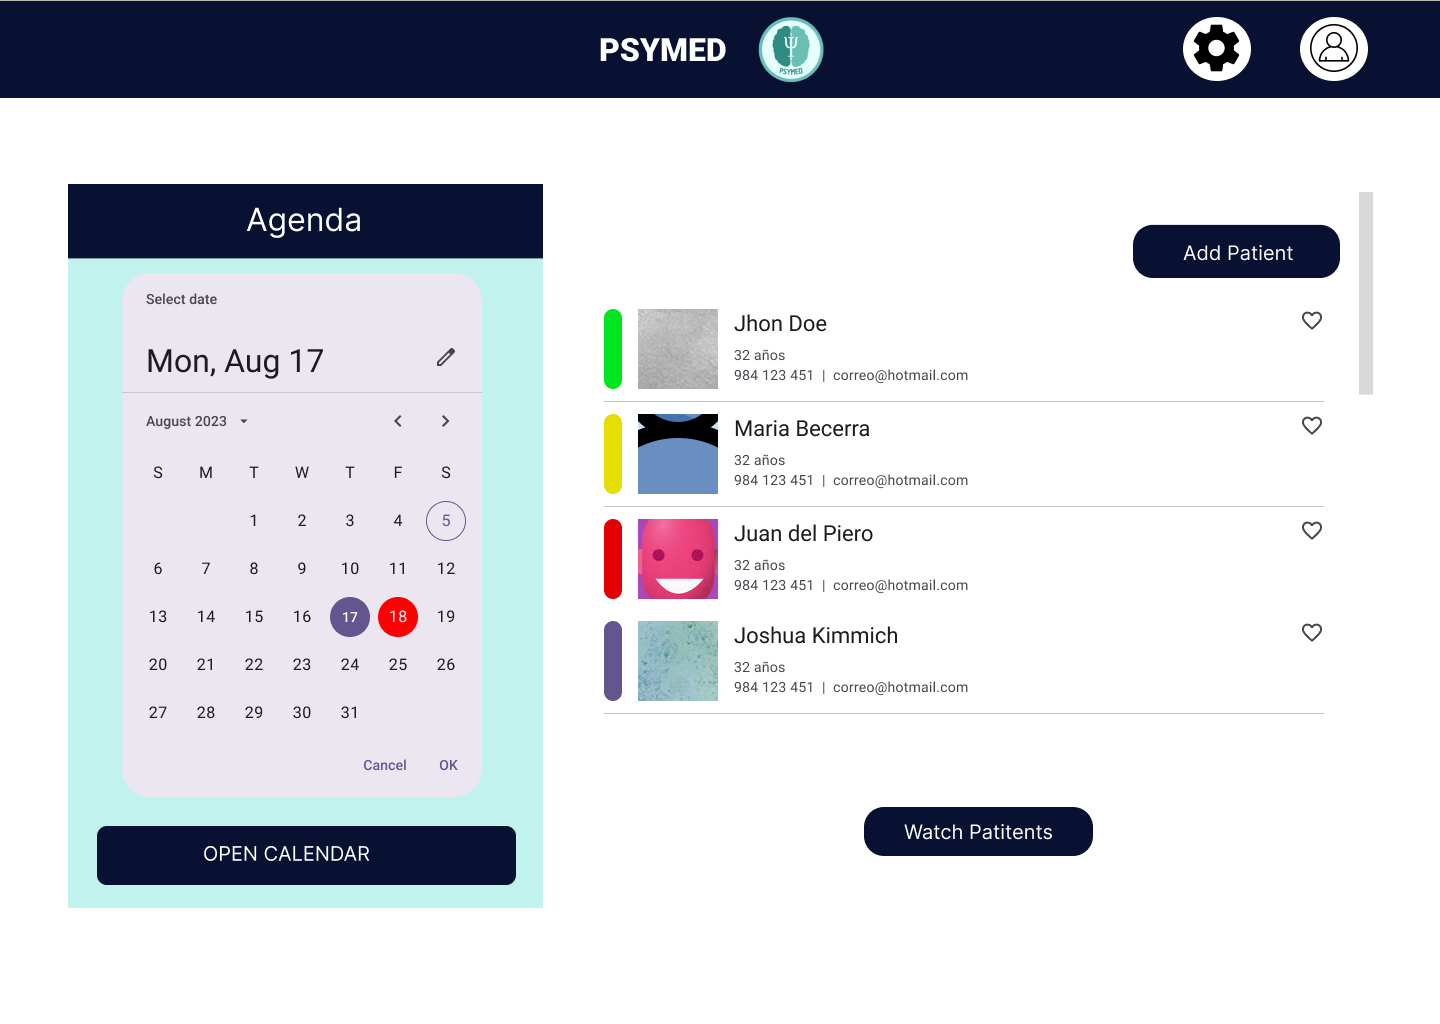 PSYMED
Ψ
PSYMED
Agenda
Select date
Mon, Aug 17
August 2023
S M T W T F S
1 2 3 4 5
6 7 8 9 10 11 12
13 14 15 16 17 18 19
20 21 22 23 24 25 26
27 28 29 30 31
Cancel OK
OPEN CALENDAR
Add Patient
Jhon Doe
32 años
984 123 451 | correo@hotmail.com
Maria Becerra
32 años
984 123 451 | correo@hotmail.com
Juan del Piero
32 años
984 123 451 | correo@hotmail.com
Joshua Kimmich
32 años
984 123 451 | correo@hotmail.com
Watch Patitents